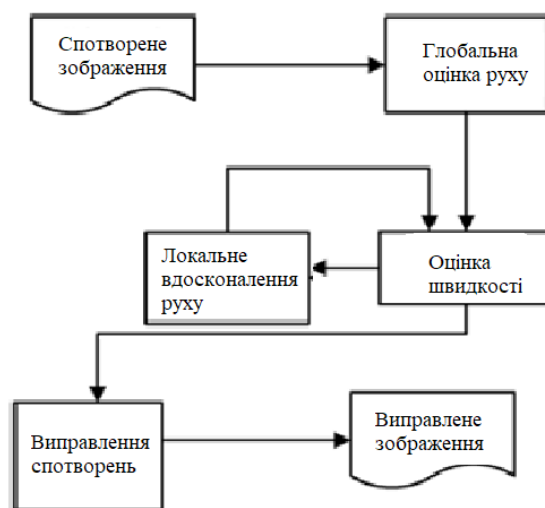 Спотворене
зображення
Глобальна
оцінка руху
Локальне
вдосконалення
руху
Оцінка
швидкості
Виправлення
спотворень
Виправлене
зображення